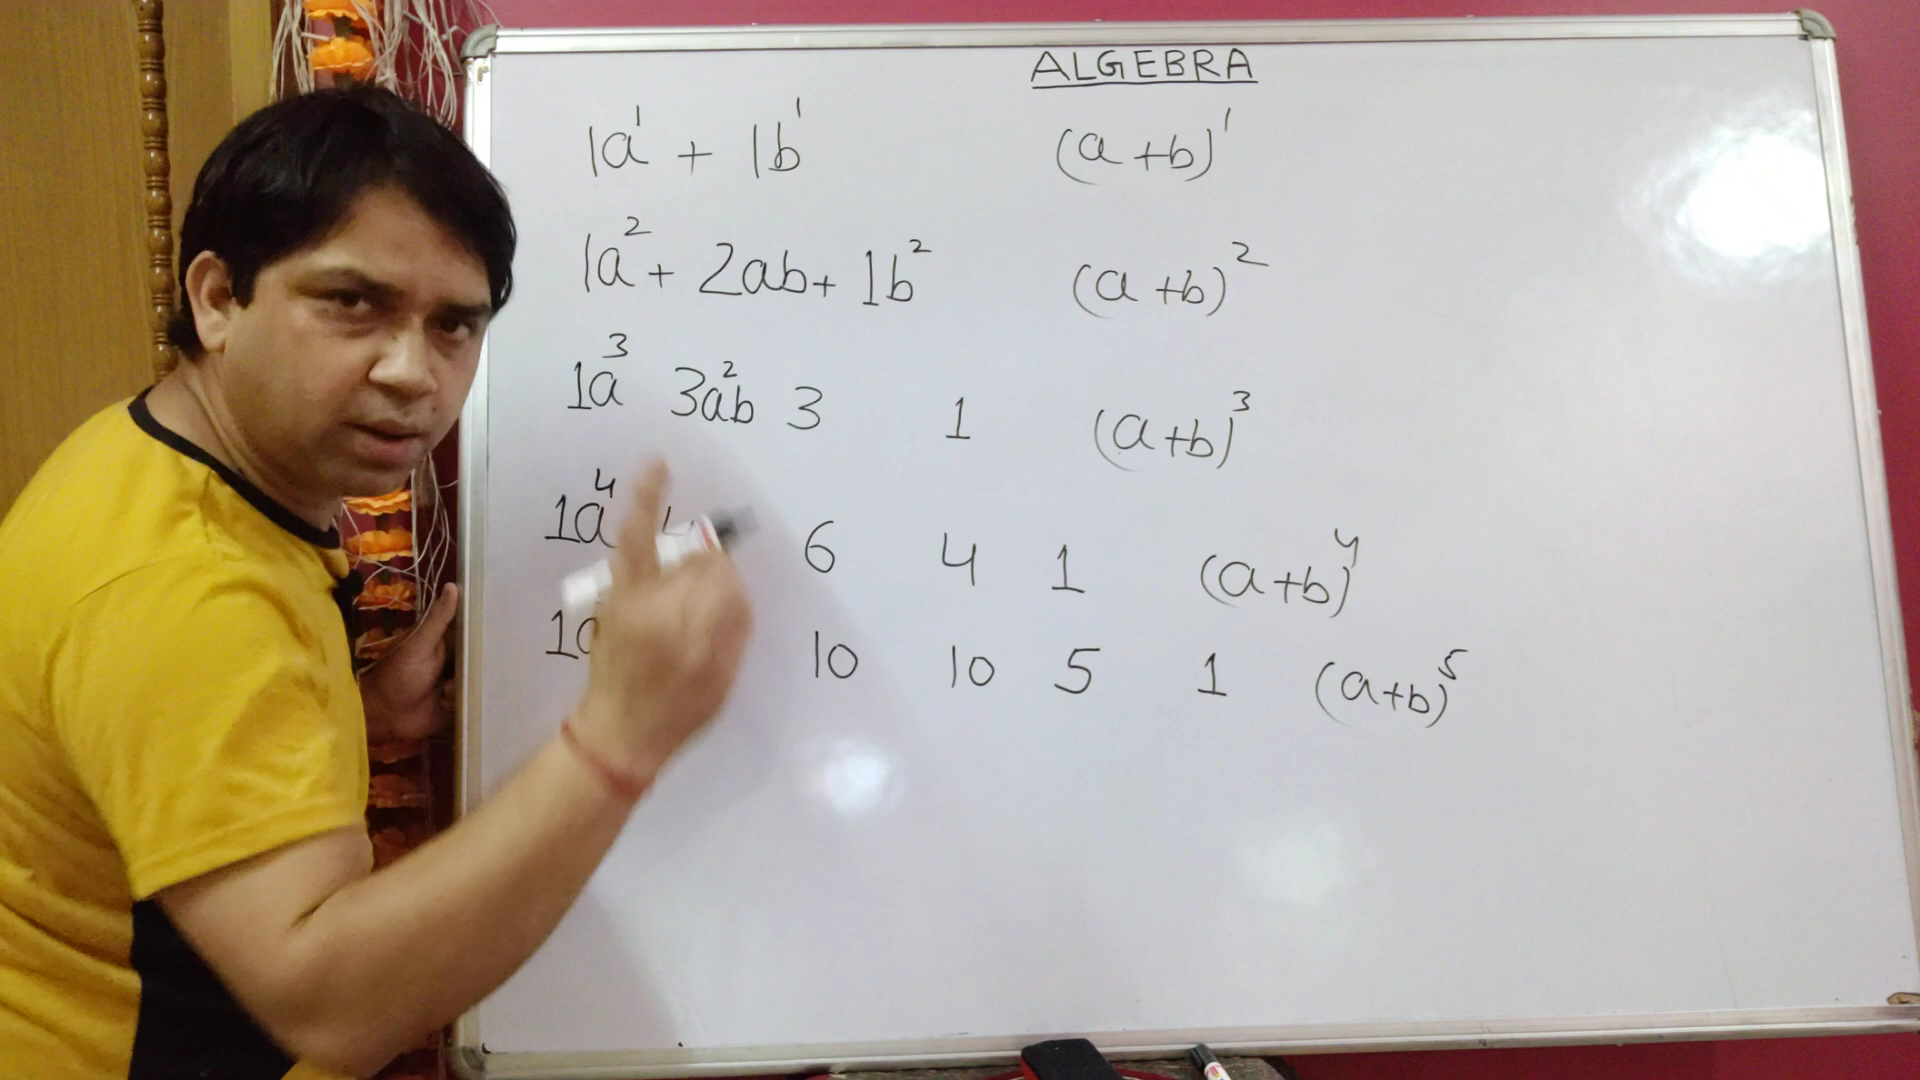 ALGEBRA
1a¹ + 1b¹ (a+b)¹
1a² + 2ab + 1b² (a+b)²
1a³ 3a²b 3 1 (a+b)³
1a⁴ 6 4 1 (a+b)⁴
10 10 5 1 (a+b)⁵